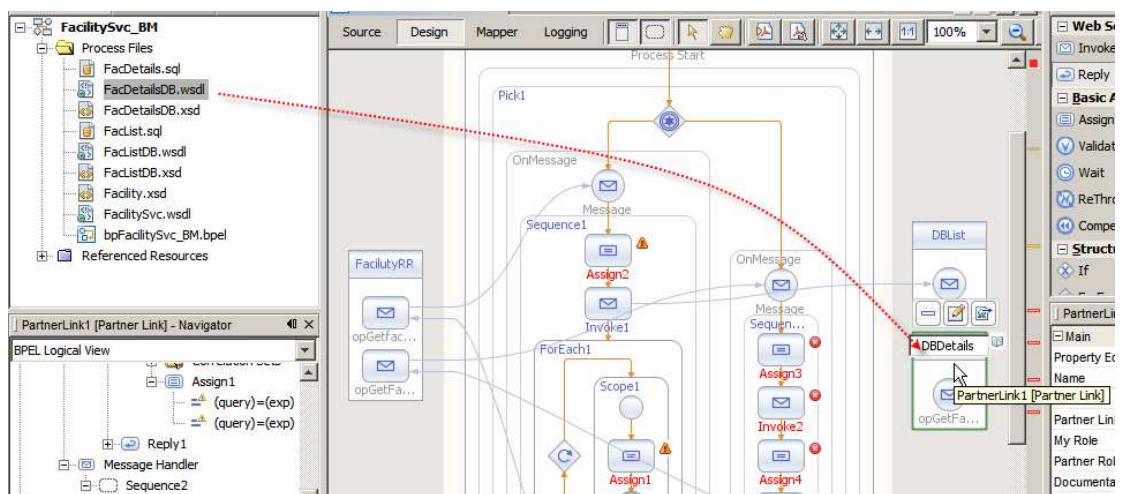 FacilitySvc_BM
Process Files
FacDetails.sql
FacDetailsDB.wsdl
FacDetailsDB.xsd
FacList.sql
FacListDB.wsdl
FacListDB.xsd
Facility.xsd
FacilitySvc.wsdl
bpFacilitySvc_BM.bpel
Referenced Resources
PartnerLink1 [Partner Link] - Navigator
BPEL Logical View
Assign1
(query)=(exp)
(query)=(exp)
Reply1
Message Handler
Sequence2
Source
Design
Mapper
Logging
1:1
100%
Process Start
Pick1
OnMessage
Message
Sequence1
Assign2
Invoke1
ForEach1
Scope1
Assign1
FacilutyRR
opGetFac...
opGetFa...
OnMessage
Message
Sequen...
Assign3
Invoke2
Assign4
DBList
DBDetails
PartnerLink1 [Partner Link]
opGetFa...
Web Se
Invoke
Reply
Basic A
Assign
Validat
Wait
ReThro
Compe
Structu
If
PartnerLin
Main
Property Ec
Name
Partner Lin
My Role
Partner Rol
Documenta